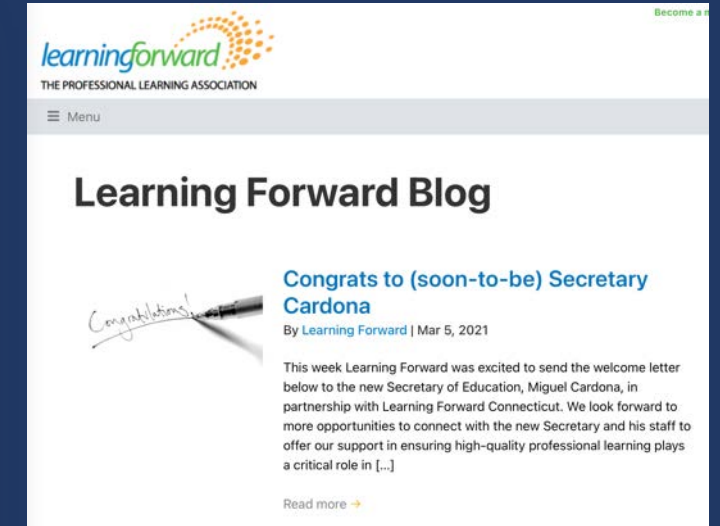 Become a
learningforward
THE PROFESSIONAL LEARNING ASSOCIATION
Menu
Learning Forward Blog
Congratulations!
Congrats to (soon-to-be) Secretary
Cardona
By Learning Forward | Mar 5, 2021
This week Learning Forward was excited to send the welcome letter
below to the new Secretary of Education, Miguel Cardona, in
partnership with Learning Forward Connecticut. We look forward to
more opportunities to connect with the new Secretary and his staff to
offer our support in ensuring high-quality professional learning plays
a critical role in [...]
Read more →